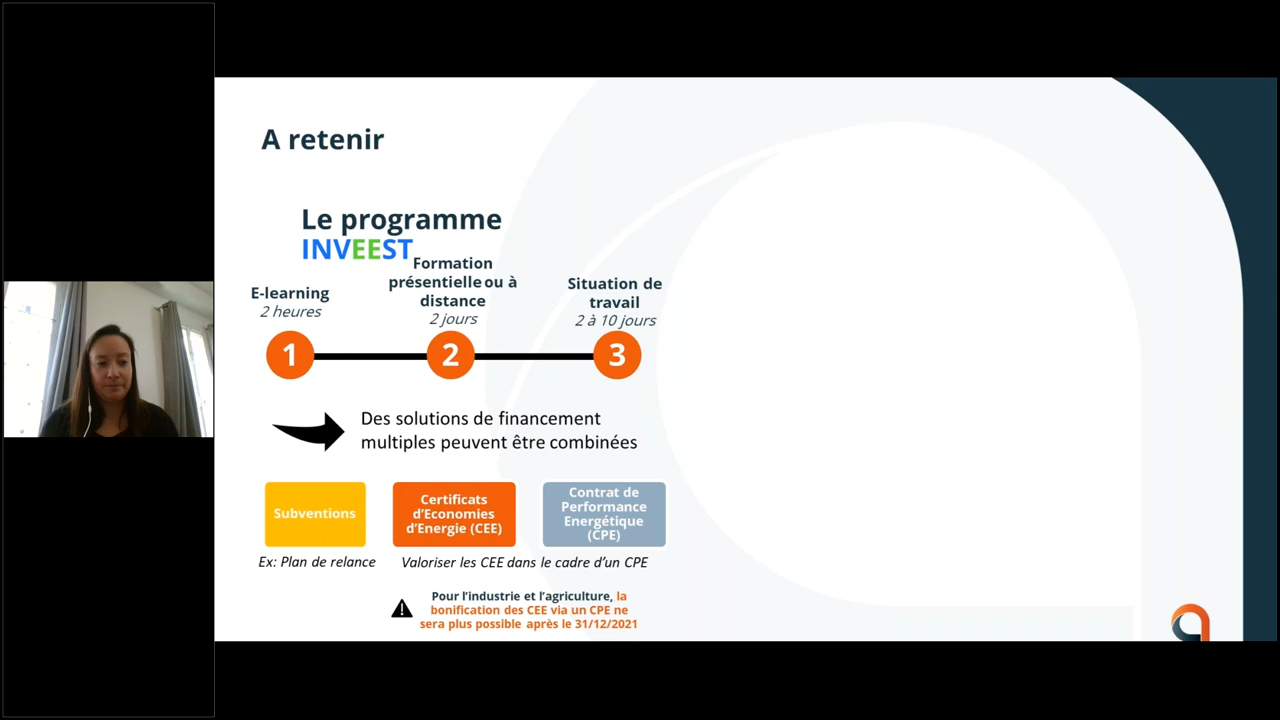 A retenir
Le programme
INVEEST
E-learning
2 heures
Formation
présentielle ou à
distance
2 jours
Situation de
travail
2 à 10 jours
1
2
3
Des solutions de financement
multiples peuvent être combinées
Subventions
Certificats
d'Economies
d'Energie (CEE)
Contrat de
Performance
Energétique
(CPE)
Ex: Plan de relance
Valoriser les CEE dans le cadre d'un CPE
Pour l'industrie et l'agriculture, la
bonification des CEE via un CPE ne
sera plus possible après le 31/12/2021